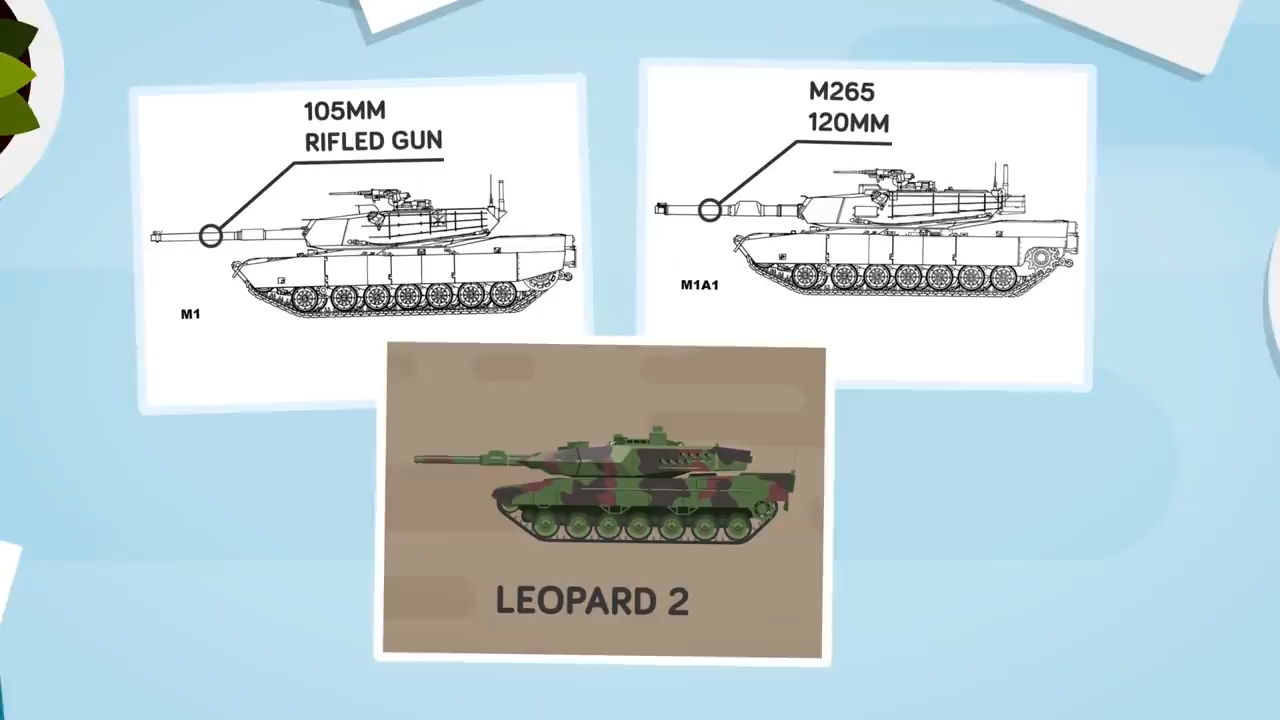 105MM
RIFLED GUN
M1
M265
120MM
M1A1
LEOPARD 2